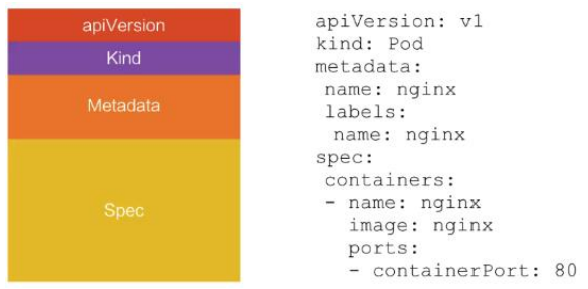 apiVersion
Kind
Metadata
Spec
apiVersion: v1
kind: Pod
metadata:
 name: nginx
 labels:
  name: nginx
spec:
 containers:
 - name: nginx
   image: nginx
   ports:
   - containerPort: 80